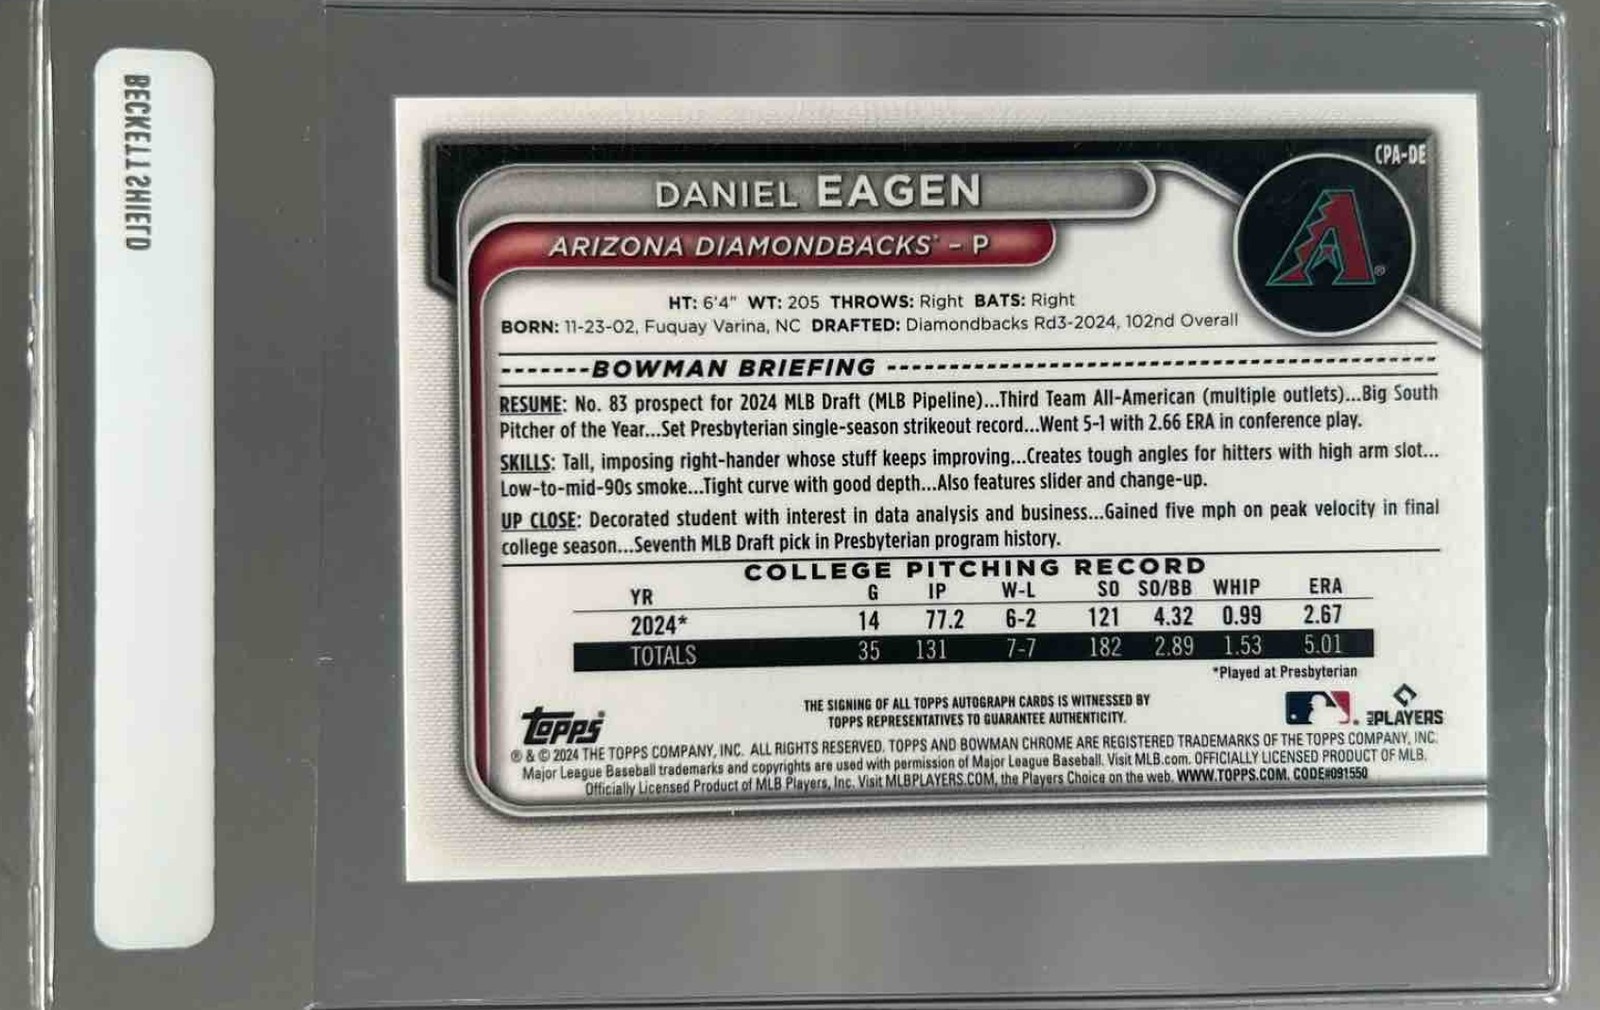 BECKETT SHIELD
CPA-DE
DANIEL EAGEN
ARIZONA DIAMONDBACKS™ - P
A®
HT: 6'4" WT: 205 THROWS: Right BATS: Right
BORN: 11-23-02, Fuquay Varina, NC DRAFTED: Diamondbacks Rd3-2024, 102nd Overall
BOWMAN BRIEFING
RESUME: No. 83 prospect for 2024 MLB Draft (MLB Pipeline)...Third Team All-American (multiple outlets)...Big South
Pitcher of the Year...Set Presbyterian single-season strikeout record...Went 5-1 with 2.66 ERA in conference play.
SKILLS: Tall, imposing right-hander whose stuff keeps improving...Creates tough angles for hitters with high arm slot...
Low-to-mid-90s smoke...Tight curve with good depth...Also features slider and change-up.
UP CLOSE: Decorated student with interest in data analysis and business...Gained five mph on peak velocity in final
college season...Seventh MLB Draft pick in Presbyterian program history.
COLLEGE PITCHING RECORD
YR G IP W-L SO SO/BB WHIP ERA
2024* 14 77.2 6-2 121 4.32 0.99 2.67
TOTALS 35 131 7-7 182 2.89 1.53 5.01
*Played at Presbyterian
THE SIGNING OF ALL TOPPS AUTOGRAPH CARDS IS WITNESSED BY
TOPPS REPRESENTATIVES TO GUARANTEE AUTHENTICITY.
Topps®
MLB PLAYERS
® & © 2024 THE TOPPS COMPANY, INC. ALL RIGHTS RESERVED. TOPPS AND BOWMAN CHROME ARE REGISTERED TRADEMARKS OF THE TOPPS COMPANY, INC.
Major League Baseball trademarks and copyrights are used with permission of Major League Baseball. Visit MLB.com. OFFICIALLY LICENSED PRODUCT OF MLB.
Officially Licensed Product of MLB Players, Inc. Visit MLBPLAYERS.COM, the Players Choice on the web. WWW.TOPPS.COM. CODE#091550